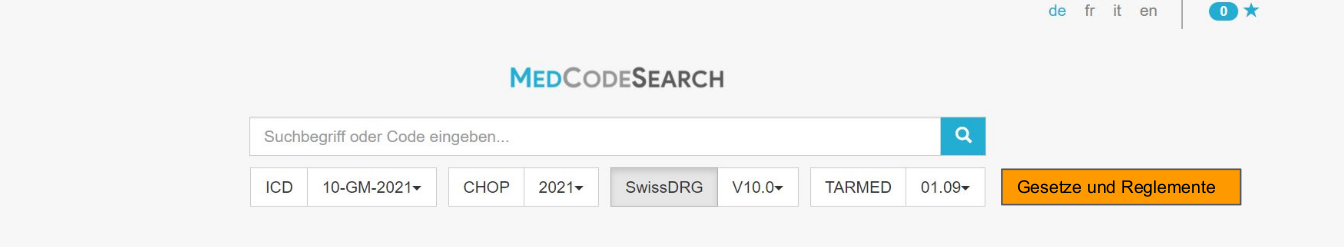 de fr it en 0
MEDCODESEARCH
Suchbegriff oder Code eingeben...
ICD 10-GM-2021 CHOP 2021 SwissDRG V10.0 TARMED 01.09 Gesetze und Reglemente